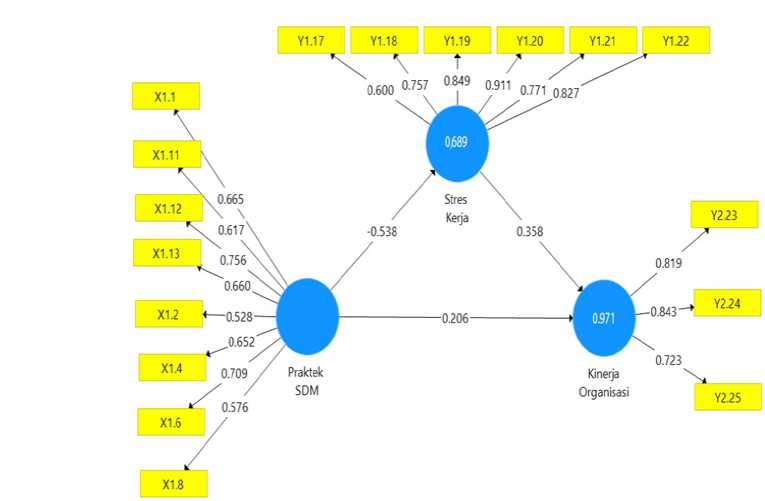 Y1.17
Y1.18
Y1.19
Y1.20
Y1.21
Y1.22
0.600
0.757
0.849
0.911
0.771
0.827
X1.1
X1.11
X1.12
X1.13
X1.2
X1.4
X1.6
X1.8
0.665
0.617
0.756
0.660
0.528
0.652
0.709
0.576
0,689
Stres
Kerja
-0.538
0.358
0.206
Praktek
SDM
0.971
Kinerja
Organisasi
0.819
0.843
0.723
Y2.23
Y2.24
Y2.25